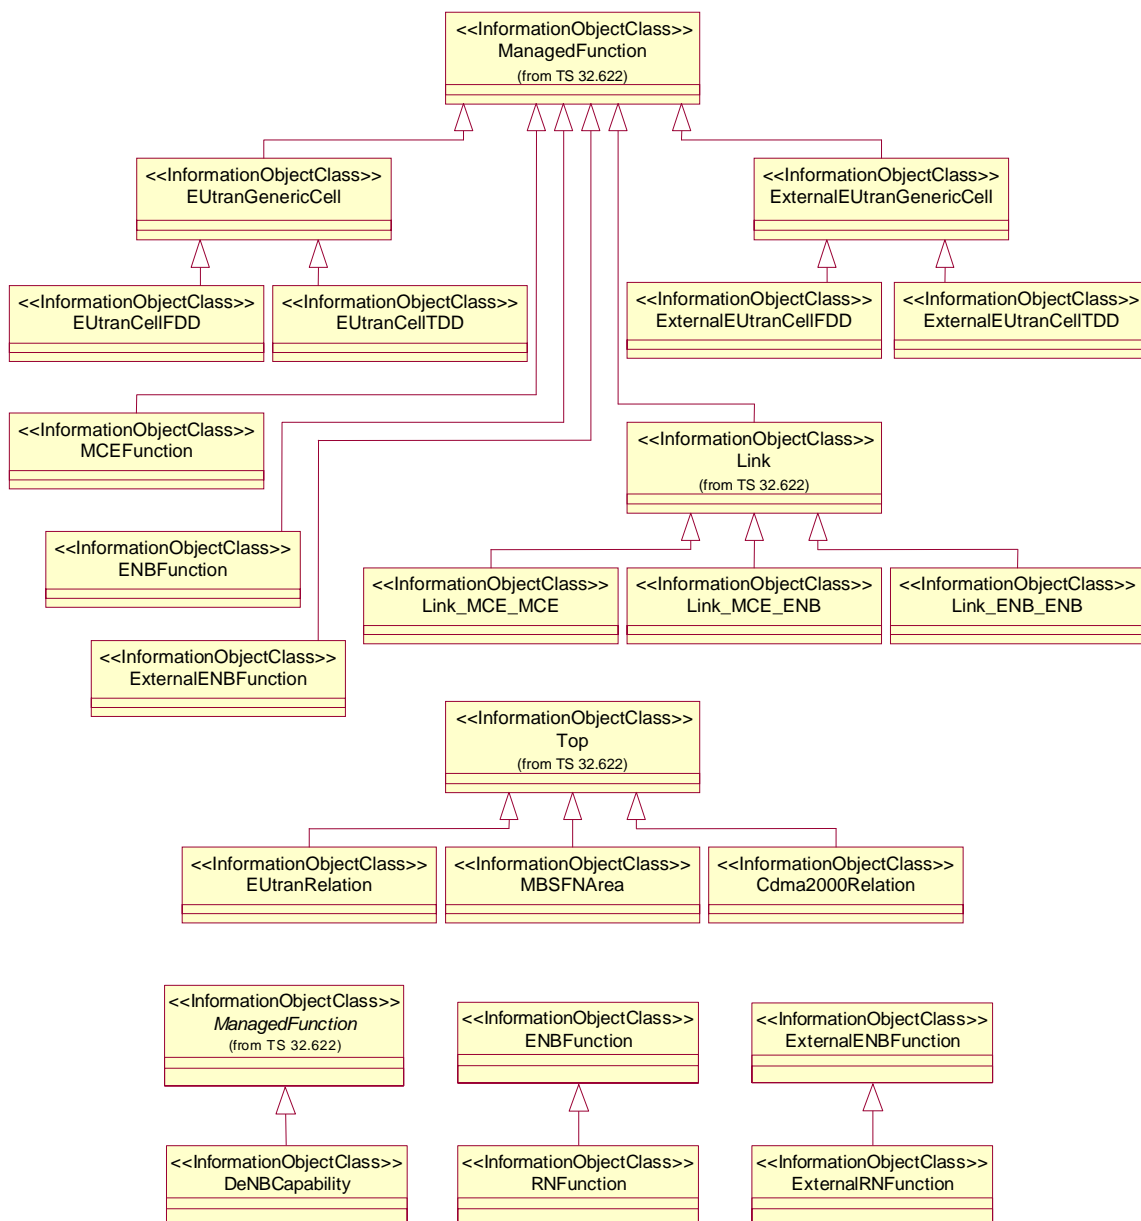 <<InformationObjectClass>>
ManagedFunction
(from TS 32.622)
<<InformationObjectClass>>
EUtranGenericCell
<<InformationObjectClass>>
ExternalEUtranGenericCell
<<InformationObjectClass>>
EUtranCellFDD
<<InformationObjectClass>>
EUtranCellTDD
<<InformationObjectClass>>
ExternalEUtranCellFDD
<<InformationObjectClass>>
ExternalEUtranCellTDD
<<InformationObjectClass>>
MCEFunction
<<InformationObjectClass>>
Link
(from TS 32.622)
<<InformationObjectClass>>
ENBFunction
<<InformationObjectClass>>
Link_MCE_MCE
<<InformationObjectClass>>
Link_MCE_ENB
<<InformationObjectClass>>
Link_ENB_ENB
<<InformationObjectClass>>
ExternalENBFunction
<<InformationObjectClass>>
Top
(from TS 32.622)
<<InformationObjectClass>>
EUtranRelation
<<InformationObjectClass>>
MBSFNArea
<<InformationObjectClass>>
Cdma2000Relation
<<InformationObjectClass>>
ManagedFunction
(from TS 32.622)
<<InformationObjectClass>>
ENBFunction
<<InformationObjectClass>>
ExternalENBFunction
<<InformationObjectClass>>
DeNBCapability
<<InformationObjectClass>>
RNFunction
<<InformationObjectClass>>
ExternalRNFunction